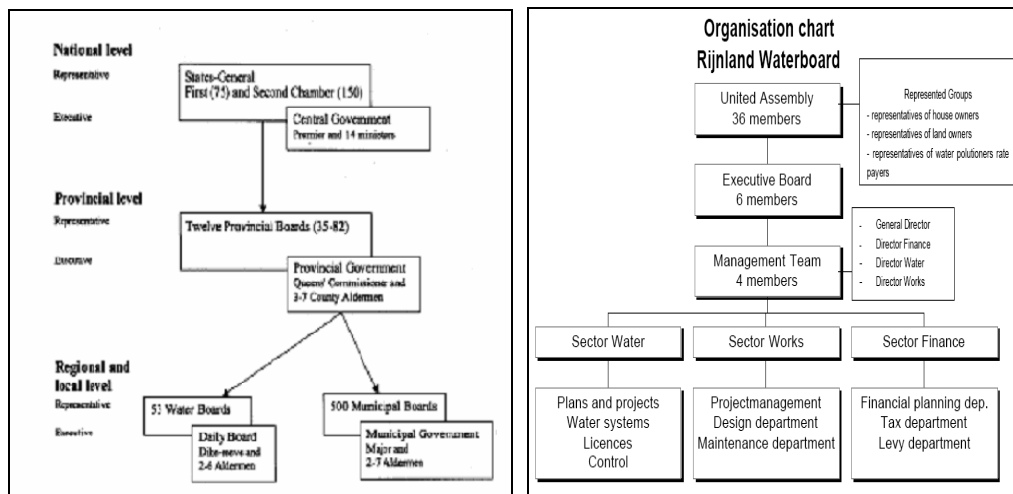 National level
Representative
States-General
First (75) and Second Chamber (150)
Executive
Central Government
Premier and 14 ministers
Provincial level
Representative
Twelve Provincial Boards (35-82)
Executive
Provincial Government
Queens' Commissioner and
3-7 County Aldermen
Regional and
local level
Representative
53 Water Boards
500 Municipal Boards
Executive
Daily Board
Dike-reeve and
2-6 Aldermen
Municipal Government
Major and
2-7 Aldermen
Organisation chart
Rijnland Waterboard
United Assembly
36 members
Represented Groups
- representatives of house owners
- representatives of land owners
- representatives of water polutioners rate
payers
Executive Board
6 members
Management Team
4 members
- General Director
- Director Finance
- Director Water
- Director Works
Sector Water
Sector Works
Sector Finance
Plans and projects
Water systems
Licences
Control
Projectmanagement
Design department
Maintenance department
Financial planning dep.
Tax department
Levy department